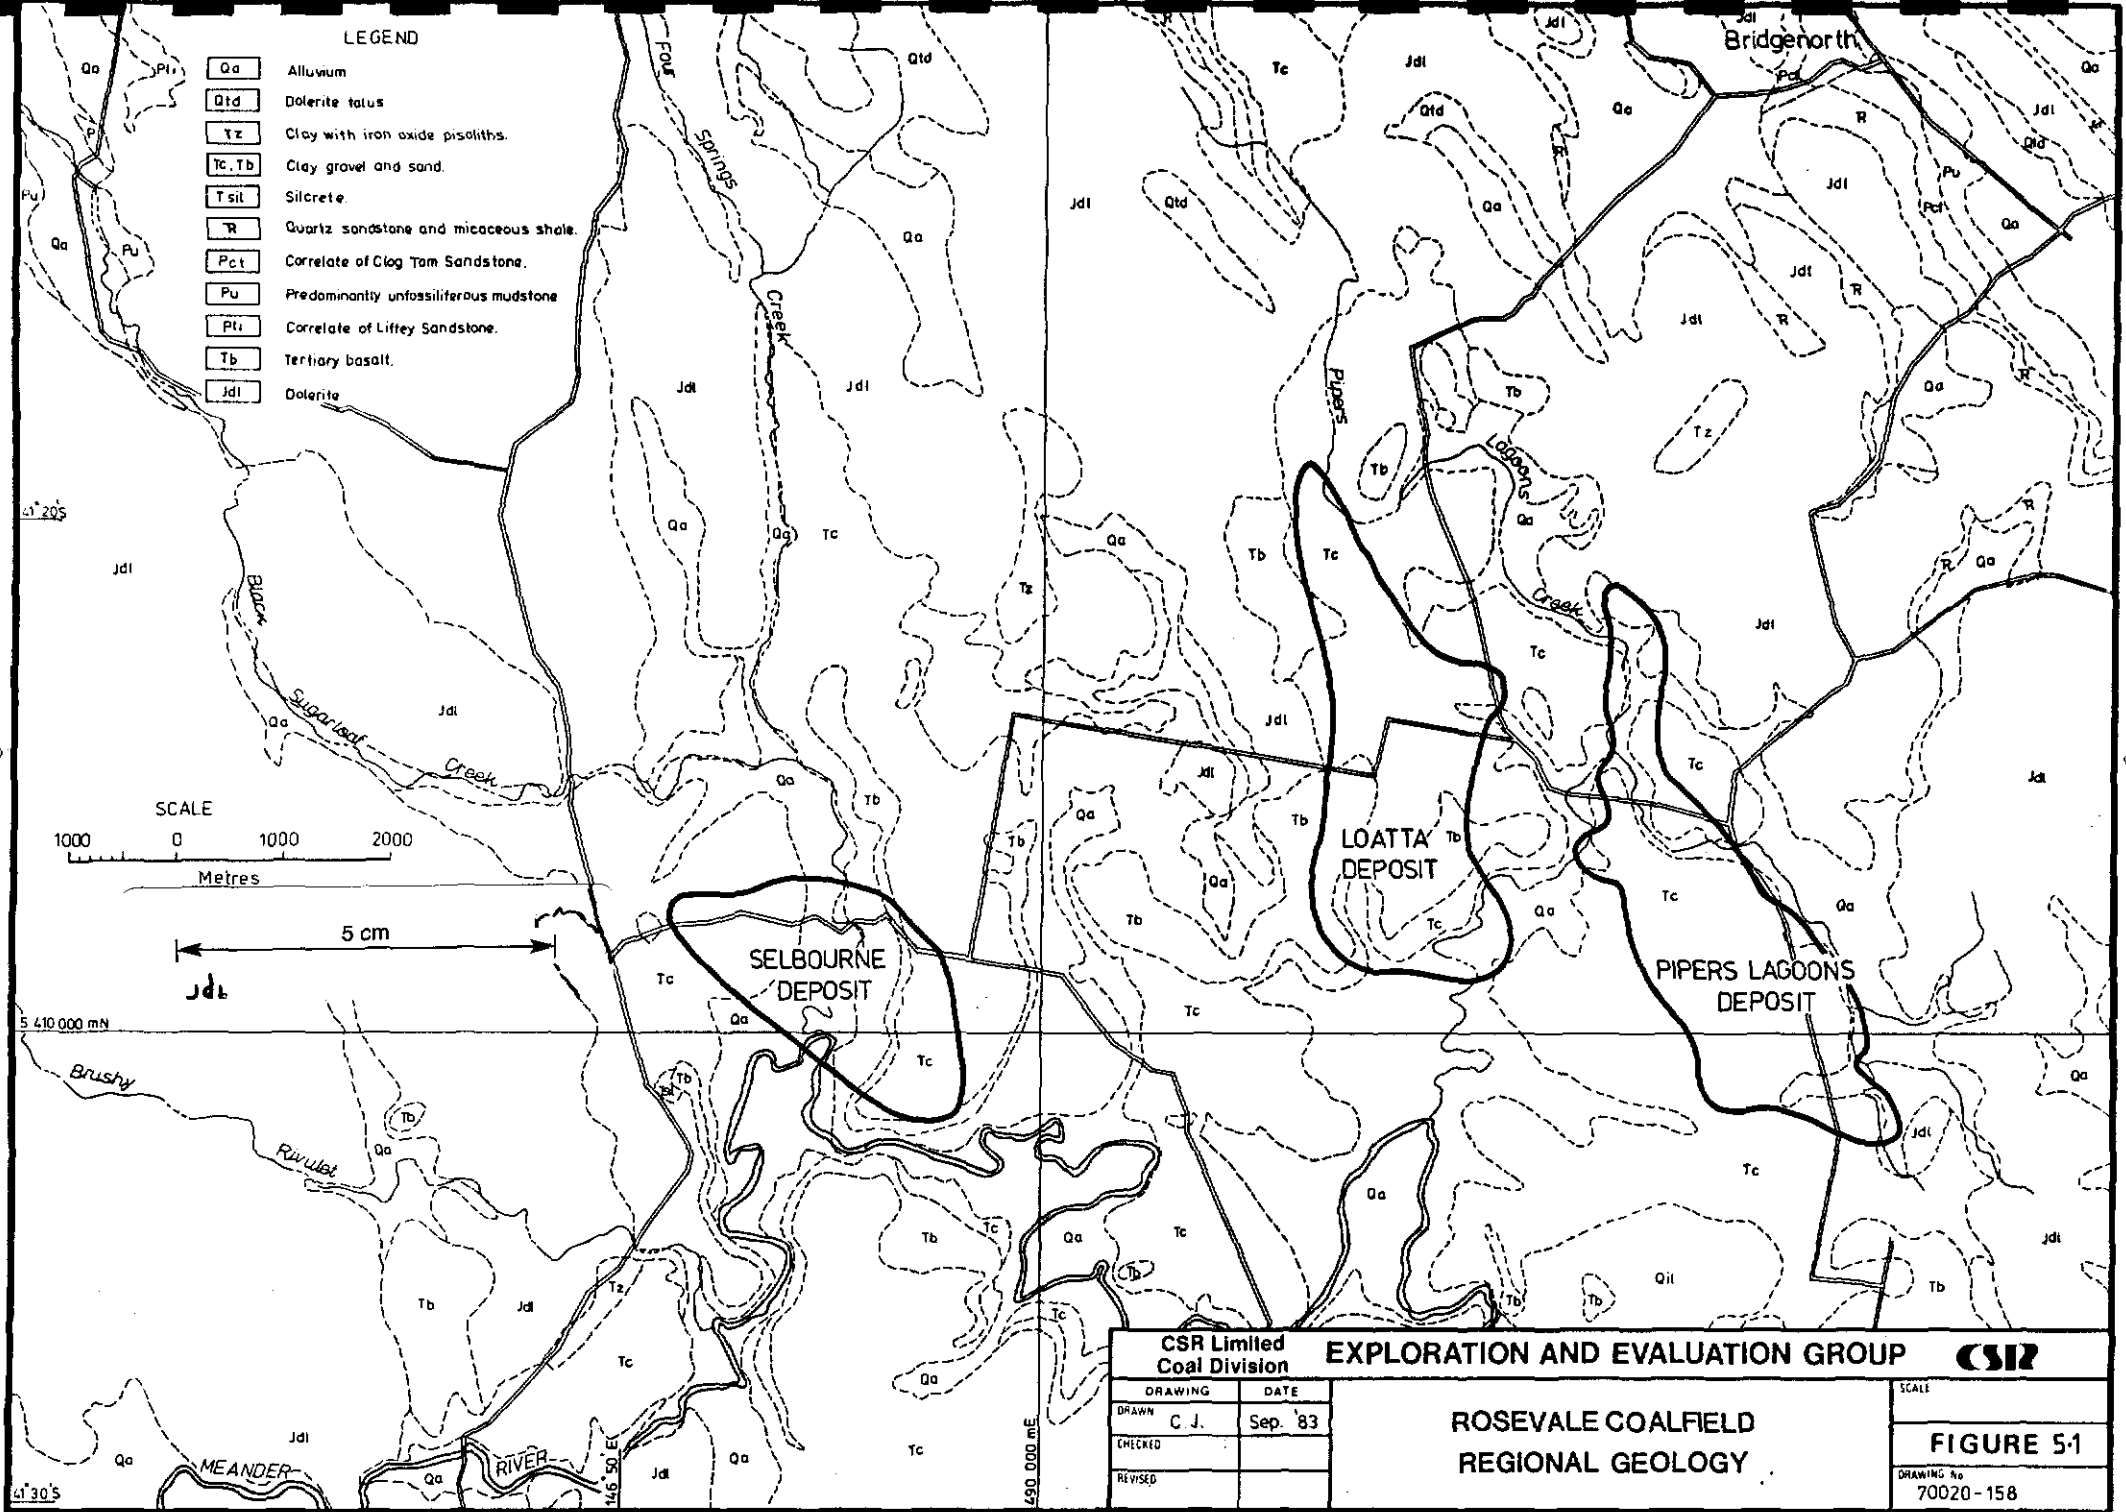 LEGEND
Qa Alluvium
Qtd Dolerite talus
Tz Clay with iron oxide pisoliths.
Tc, Tb Clay gravel and sand.
Tsil Silcrete.
R Quartz sandstone and micaceous shale.
Pct Correlate of Clog Tom Sandstone.
Pu Predominantly unfossiliferous mudstone
Pli Correlate of Liffey Sandstone.
Tb Tertiary basalt.
Jdl Dolerite
Four Springs Creek
Bridgenorth
Pipers
Lagoons
Creek
41°20'S
Black
Sugarloaf
Creek
SCALE
1000 0 1000 2000
Metres
5 cm
Jdl
LOATTA
DEPOSIT
SELBOURNE
DEPOSIT
PIPERS LAGOONS
DEPOSIT
5 410 000 mN
Brushy
Rivulet
MEANDER
RIVER
41°30'S
146°50'E
490 000 mE
CSR Limited
Coal Division
EXPLORATION AND EVALUATION GROUP
CSR
DRAWING DATE
DRAWN C.J. Sep. '83
CHECKED
REVISED
ROSEVALE COALFIELD
REGIONAL GEOLOGY
SCALE
FIGURE 5·1
DRAWING No
70020-158